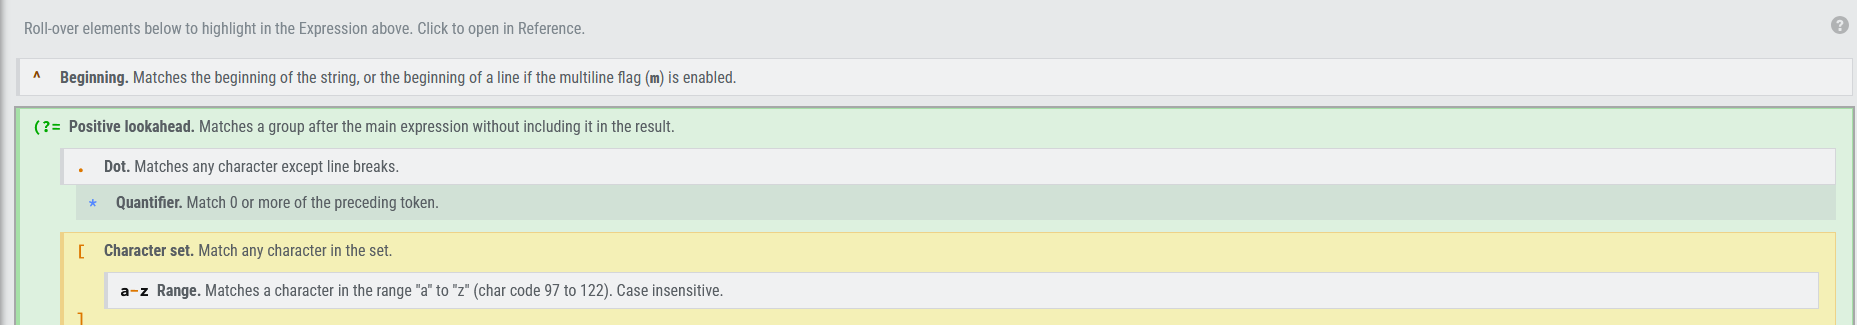 Roll-over elements below to highlight in the Expression above. Click to open in Reference.
?
^ Beginning. Matches the beginning of the string, or the beginning of a line if the multiline flag (m) is enabled.
(?= Positive lookahead. Matches a group after the main expression without including it in the result.
. Dot. Matches any character except line breaks.
* Quantifier. Match 0 or more of the preceding token.
[ Character set. Match any character in the set.
a-z Range. Matches a character in the range "a" to "z" (char code 97 to 122). Case insensitive.
]